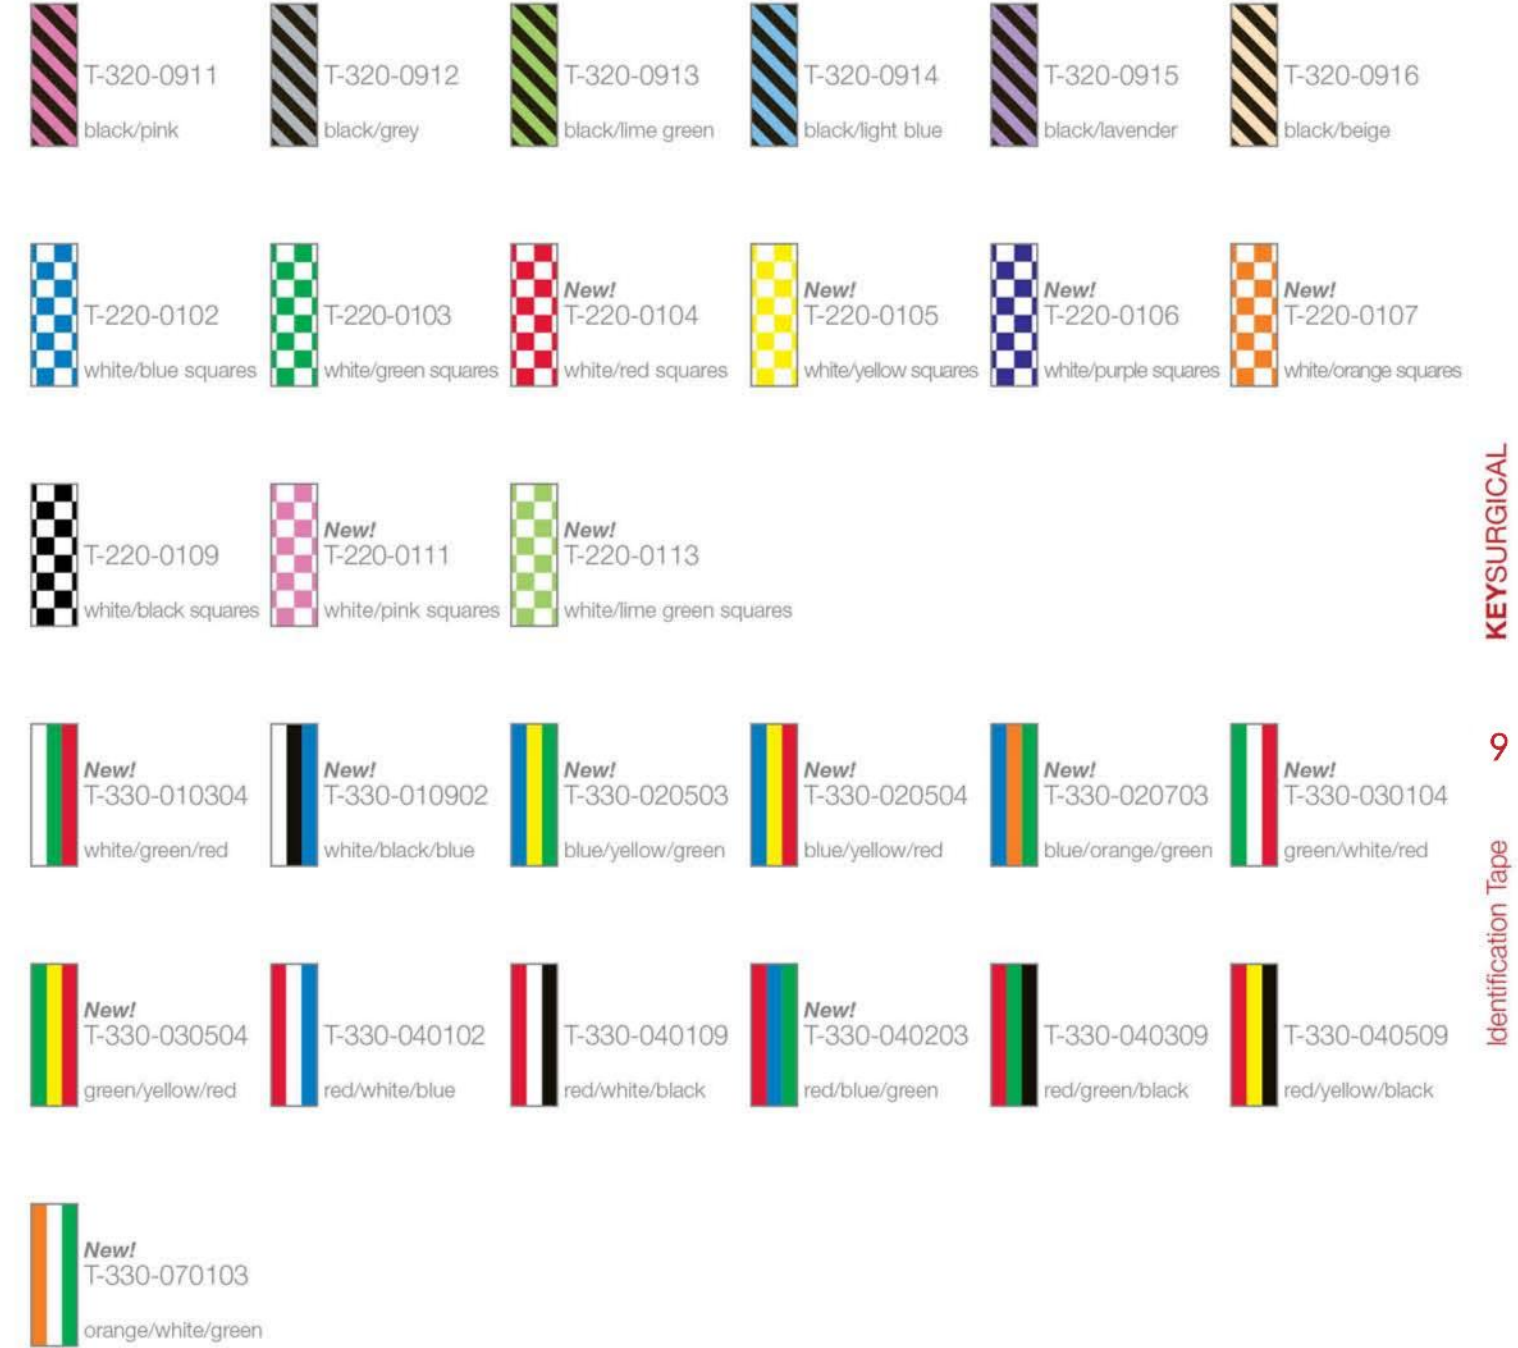 T-320-0911
black/pink
T-320-0912
black/grey
T-320-0913
black/lime green
T-320-0914
black/light blue
T-320-0915
black/lavender
T-320-0916
black/beige
T-220-0102
white/blue squares
T-220-0103
white/green squares
New!
T-220-0104
white/red squares
New!
T-220-0105
white/yellow squares
New!
T-220-0106
white/purple squares
New!
T-220-0107
white/orange squares
T-220-0109
white/black squares
New!
T-220-0111
white/pink squares
New!
T-220-0113
white/lime green squares
New!
T-330-010304
white/green/red
New!
T-330-010902
white/black/blue
New!
T-330-020503
blue/yellow/green
New!
T-330-020504
blue/yellow/red
New!
T-330-020703
blue/orange/green
New!
T-330-030104
green/white/red
New!
T-330-030504
green/yellow/red
T-330-040102
red/white/blue
T-330-040109
red/white/black
New!
T-330-040203
red/blue/green
T-330-040309
red/green/black
T-330-040509
red/yellow/black
New!
T-330-070103
orange/white/green
KEYSURGICAL
9
Identification Tape